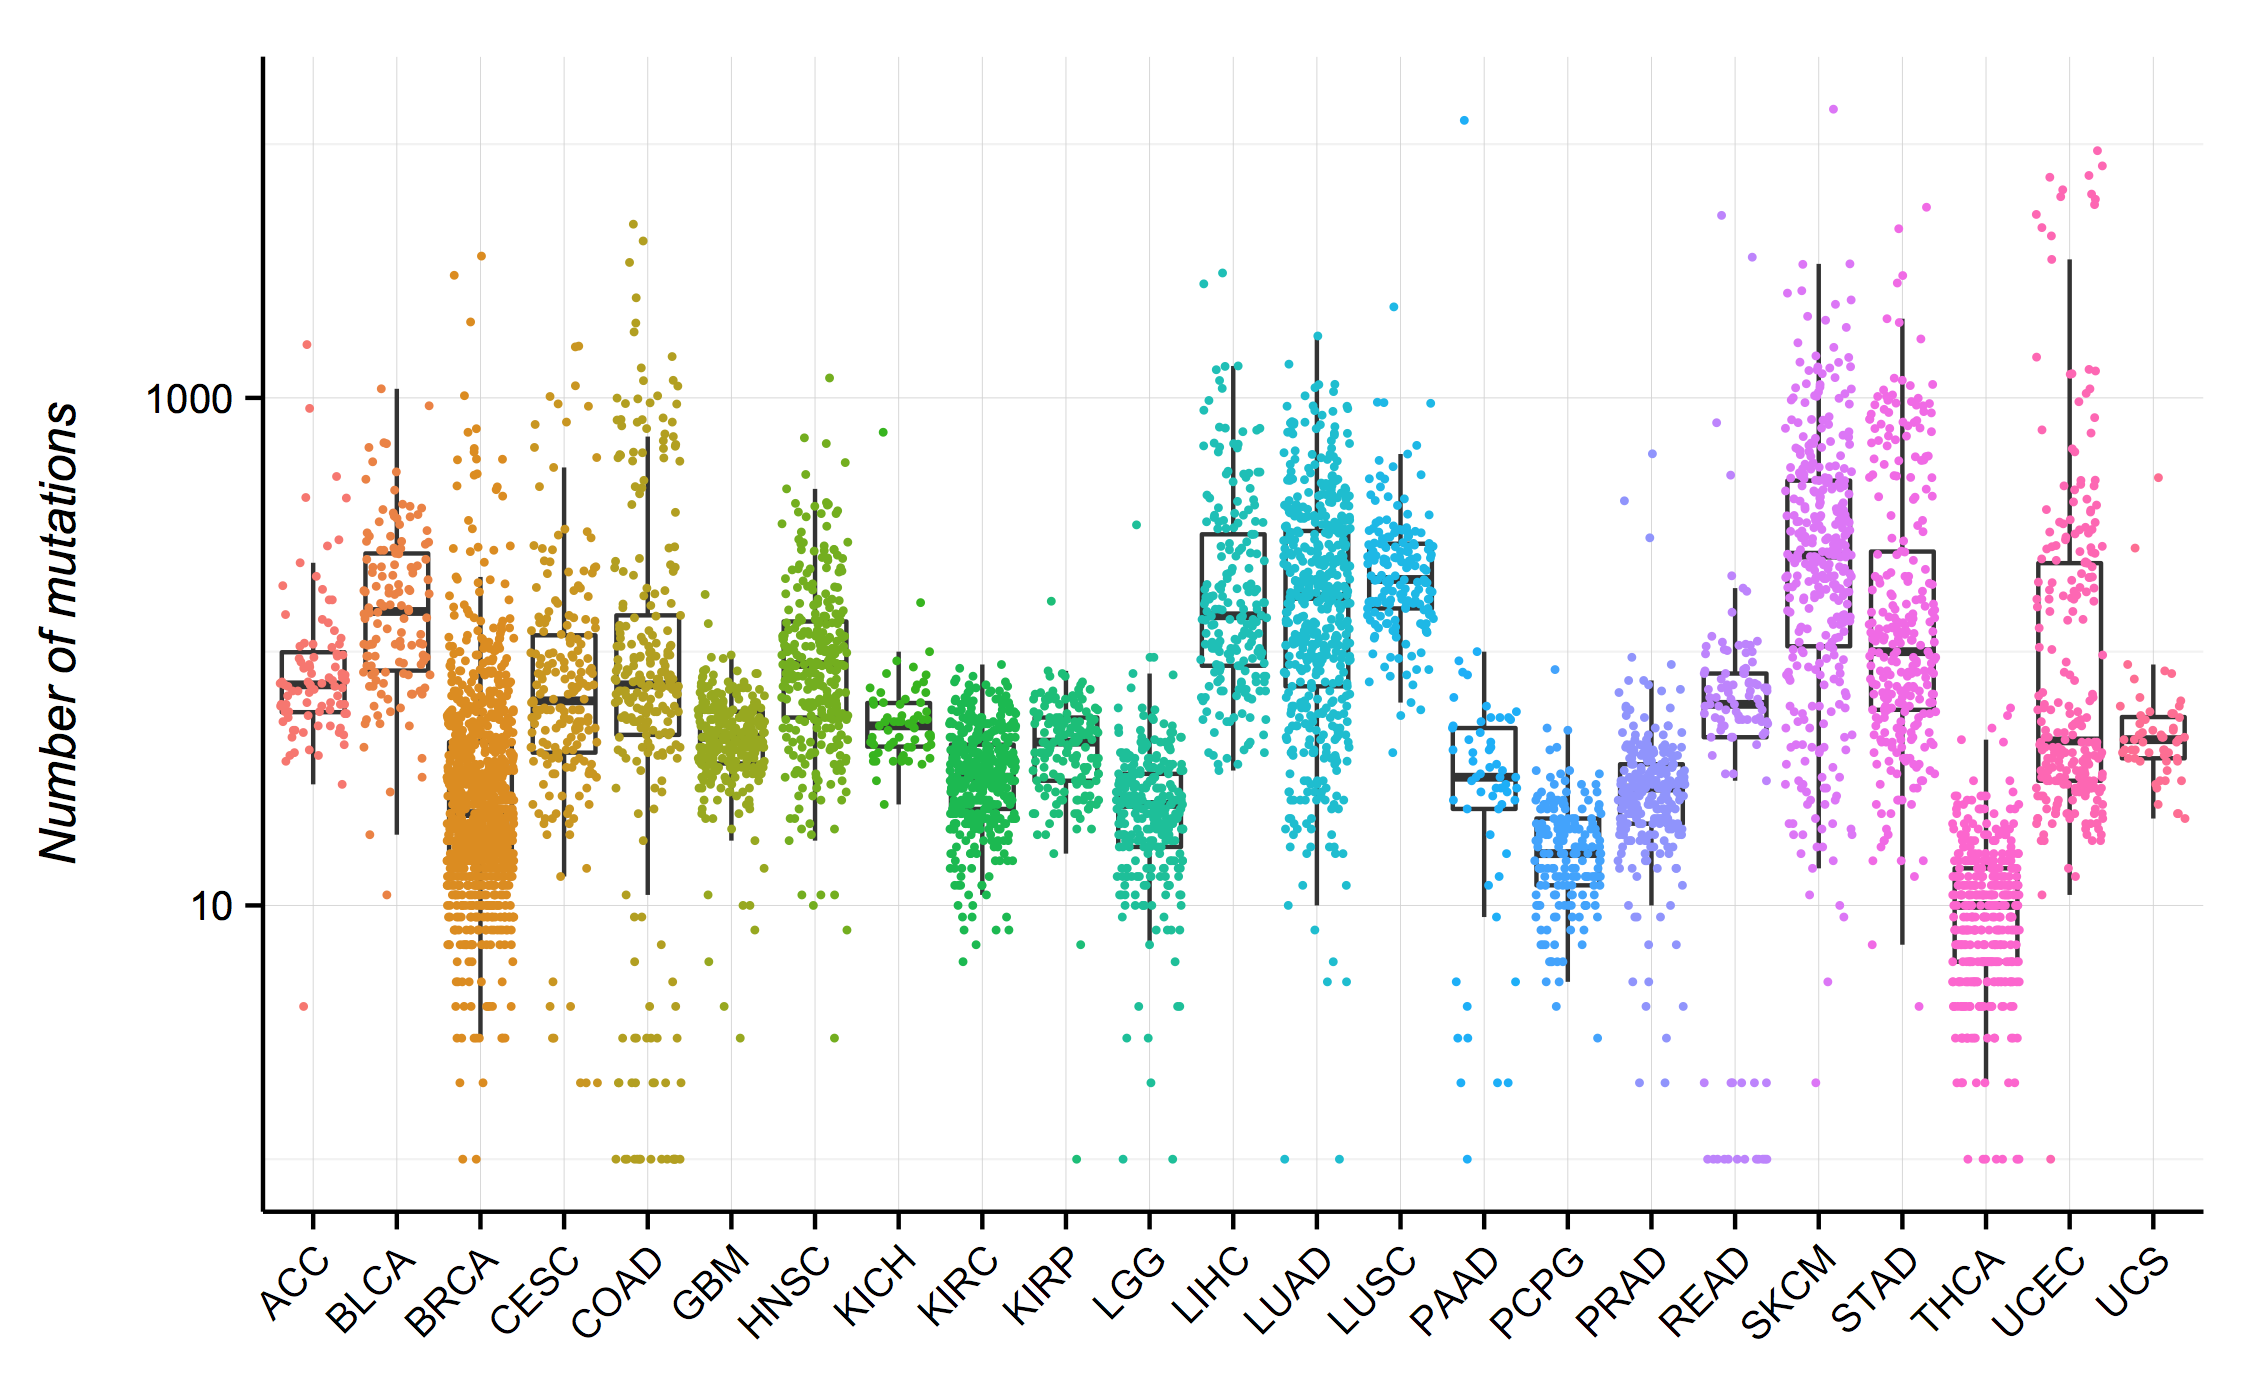 Number of mutations
1000
10
ACC
BLCA
BRCA
CESC
COAD
GBM
HNSC
KICH
KIRC
KIRP
LGG
LIHC
LUAD
LUSC
PAAD
PCPG
PRAD
READ
SKCM
STAD
THCA
UCEC
UCS